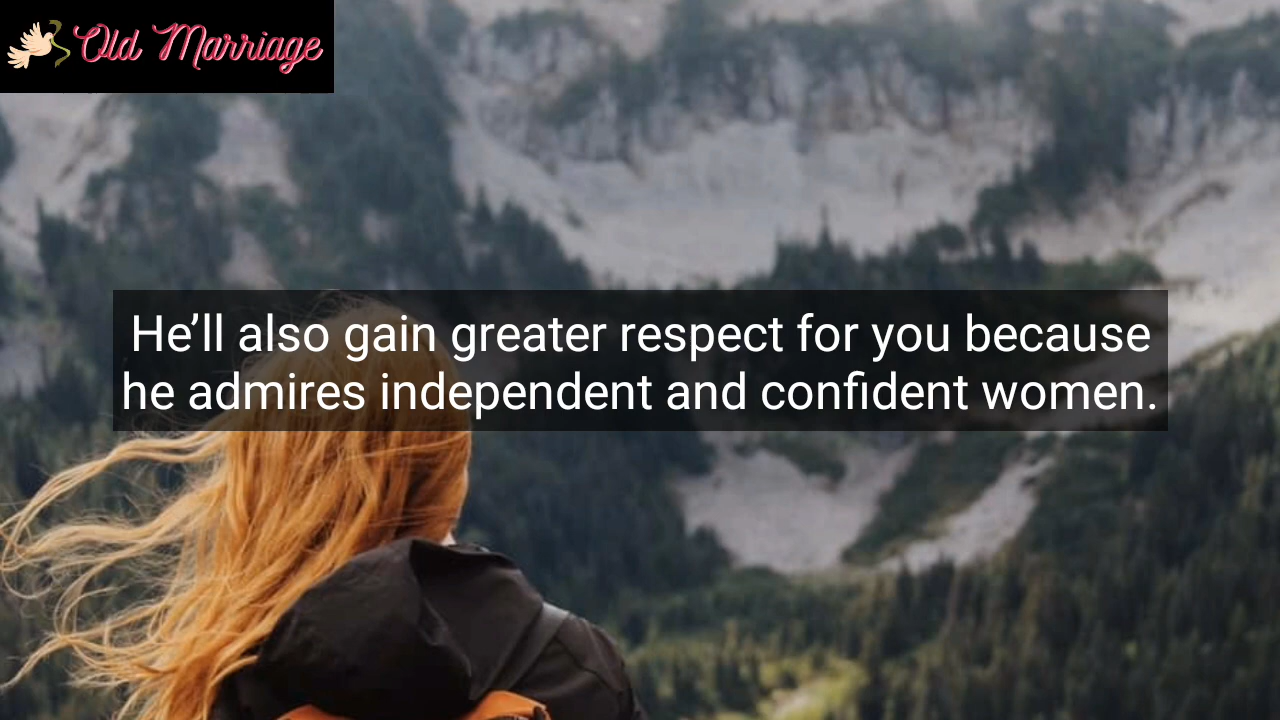 Old Marriage
He’ll also gain greater respect for you because
he admires independent and confident women.